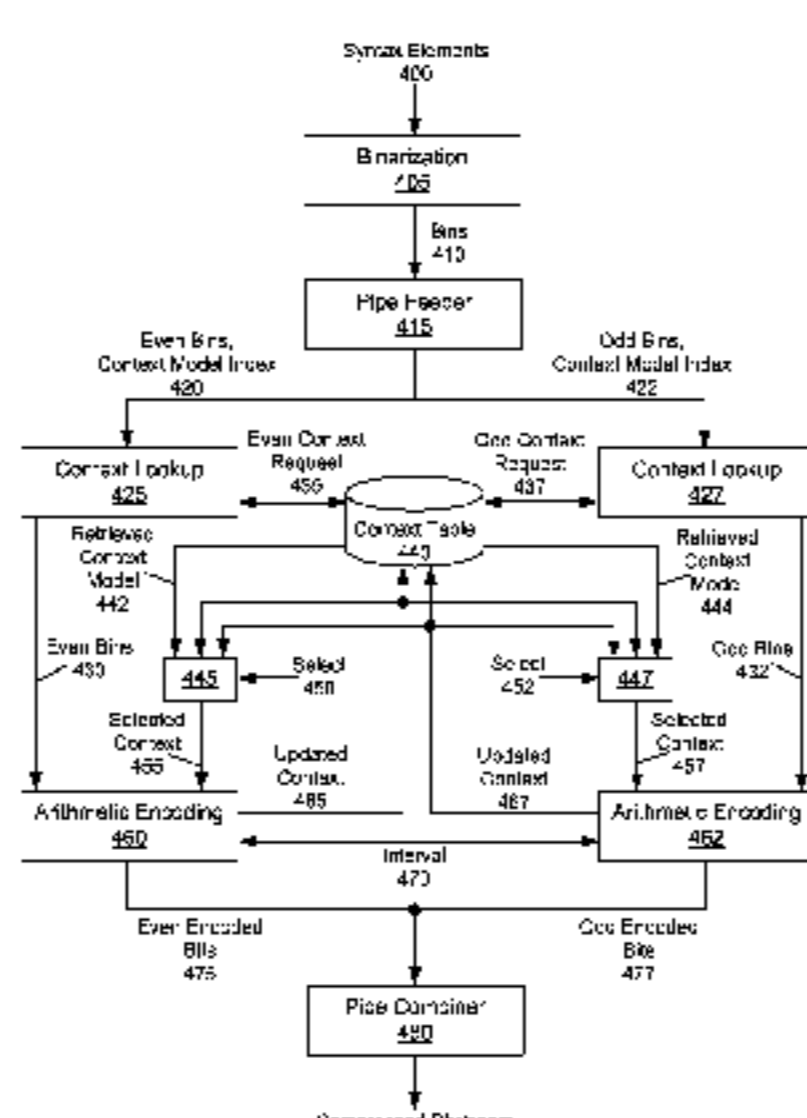 Syntax Elements
400
Binarization
405
Bins
410
Pipe Feeder
415
Even Bins,
Context Model Index
420
Odd Bins,
Context Model Index
422
Context Lookup
425
Even Context
Request
435
Odd Context
Request
437
Context Lookup
427
Context Table
440
Retrieved
Context
Model
442
Retrieved
Context
Model
444
Even Bins
430
Odd Bins
432
445
Select
450
Select
452
447
Selected
Context
455
Updated
Context
465
Updated
Context
467
Selected
Context
457
Arithmetic Encoding
460
Arithmetic Encoding
462
Interval
470
Even Encoded
Bits
475
Odd Encoded
Bits
477
Pipe Combiner
480
Compressed Bitstream